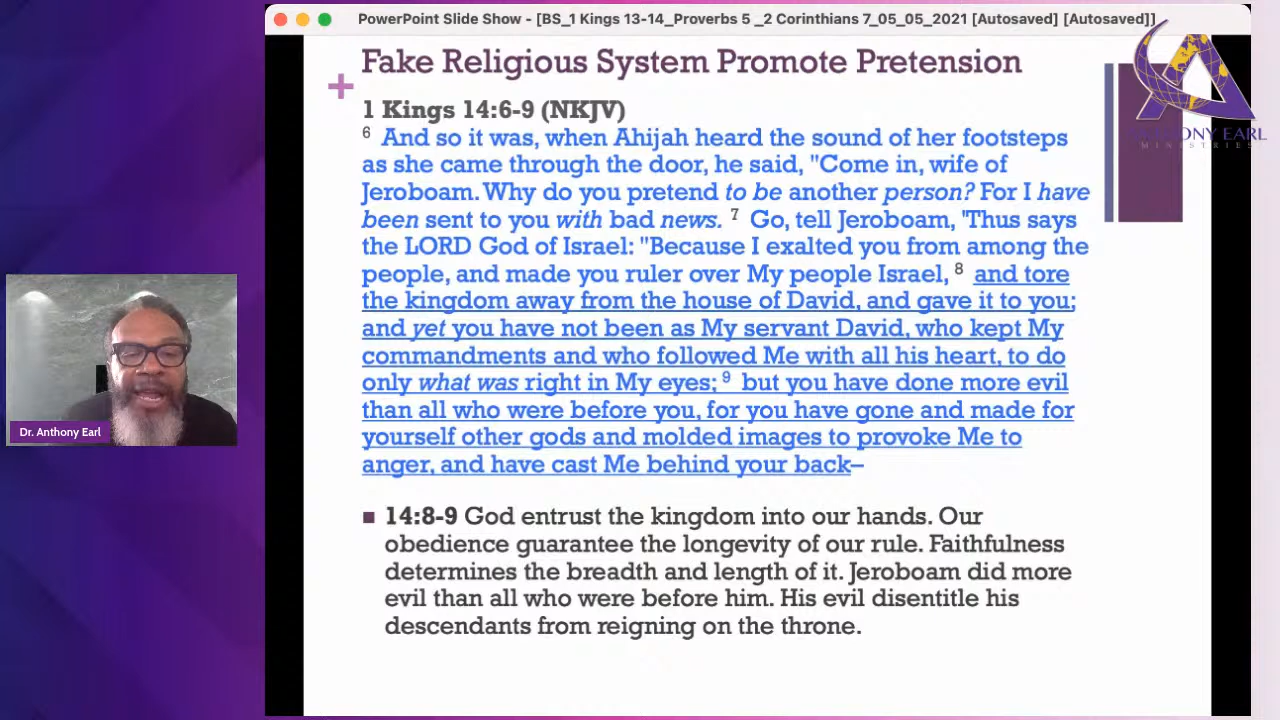 PowerPoint Slide Show - [BS_1 Kings 13-14_Proverbs 5 _2 Corinthians 7_05_05_2021 [Autosaved] [Autosaved]]
Fake Religious System Promote Pretension
+
1 Kings 14:6-9 (NKJV)
6 And so it was, when Ahijah heard the sound of her footsteps
as she came through the door, he said, "Come in, wife of
Jeroboam. Why do you pretend to be another person? For I have
been sent to you with bad news. 7 Go, tell Jeroboam, 'Thus says
the LORD God of Israel: "Because I exalted you from among the
people, and made you ruler over My people Israel, 8 and tore
the kingdom away from the house of David, and gave it to you;
and yet you have not been as My servant David, who kept My
commandments and who followed Me with all his heart, to do
only what was right in My eyes; 9 but you have done more evil
than all who were before you, for you have gone and made for
yourself other gods and molded images to provoke Me to
anger, and have cast Me behind your back–
14:8-9 God entrust the kingdom into our hands. Our
obedience guarantee the longevity of our rule. Faithfulness
determines the breadth and length of it. Jeroboam did more
evil than all who were before him. His evil disentitle his
descendants from reigning on the throne.
ANTHONY EARL
MINISTRIES
Dr. Anthony Earl